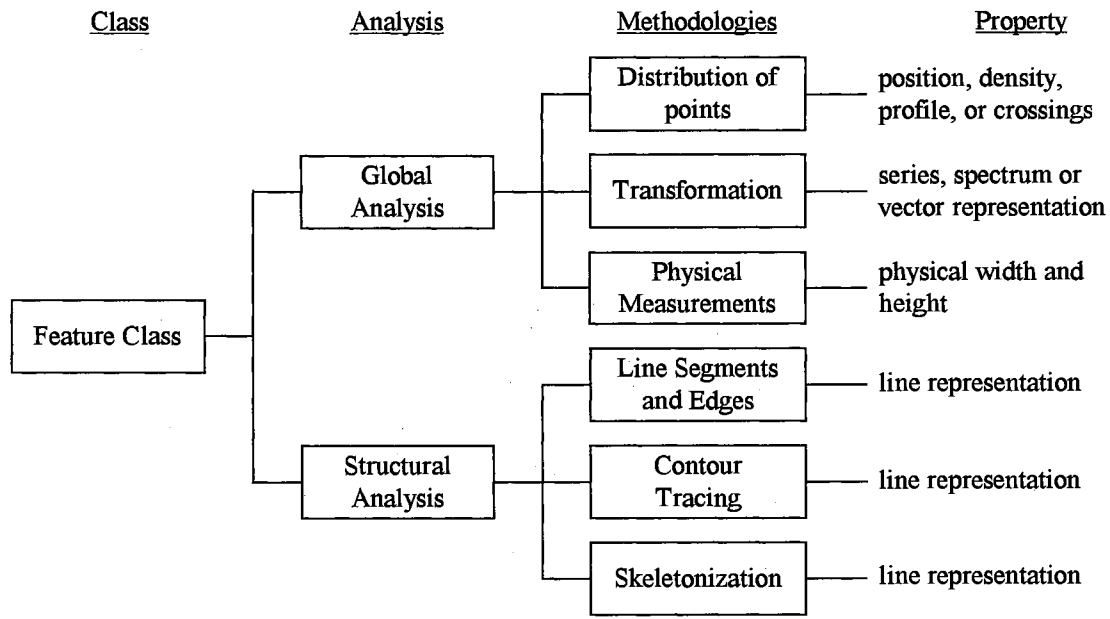 Class Analysis Methodologies Property
Distribution of
points
position, density,
profile, or crossings
Global
Analysis
Transformation
series, spectrum or
vector representation
Physical
Measurements
physical width and
height
Feature Class
Line Segments
and Edges
line representation
Structural
Analysis
Contour
Tracing
line representation
Skeletonization
line representation